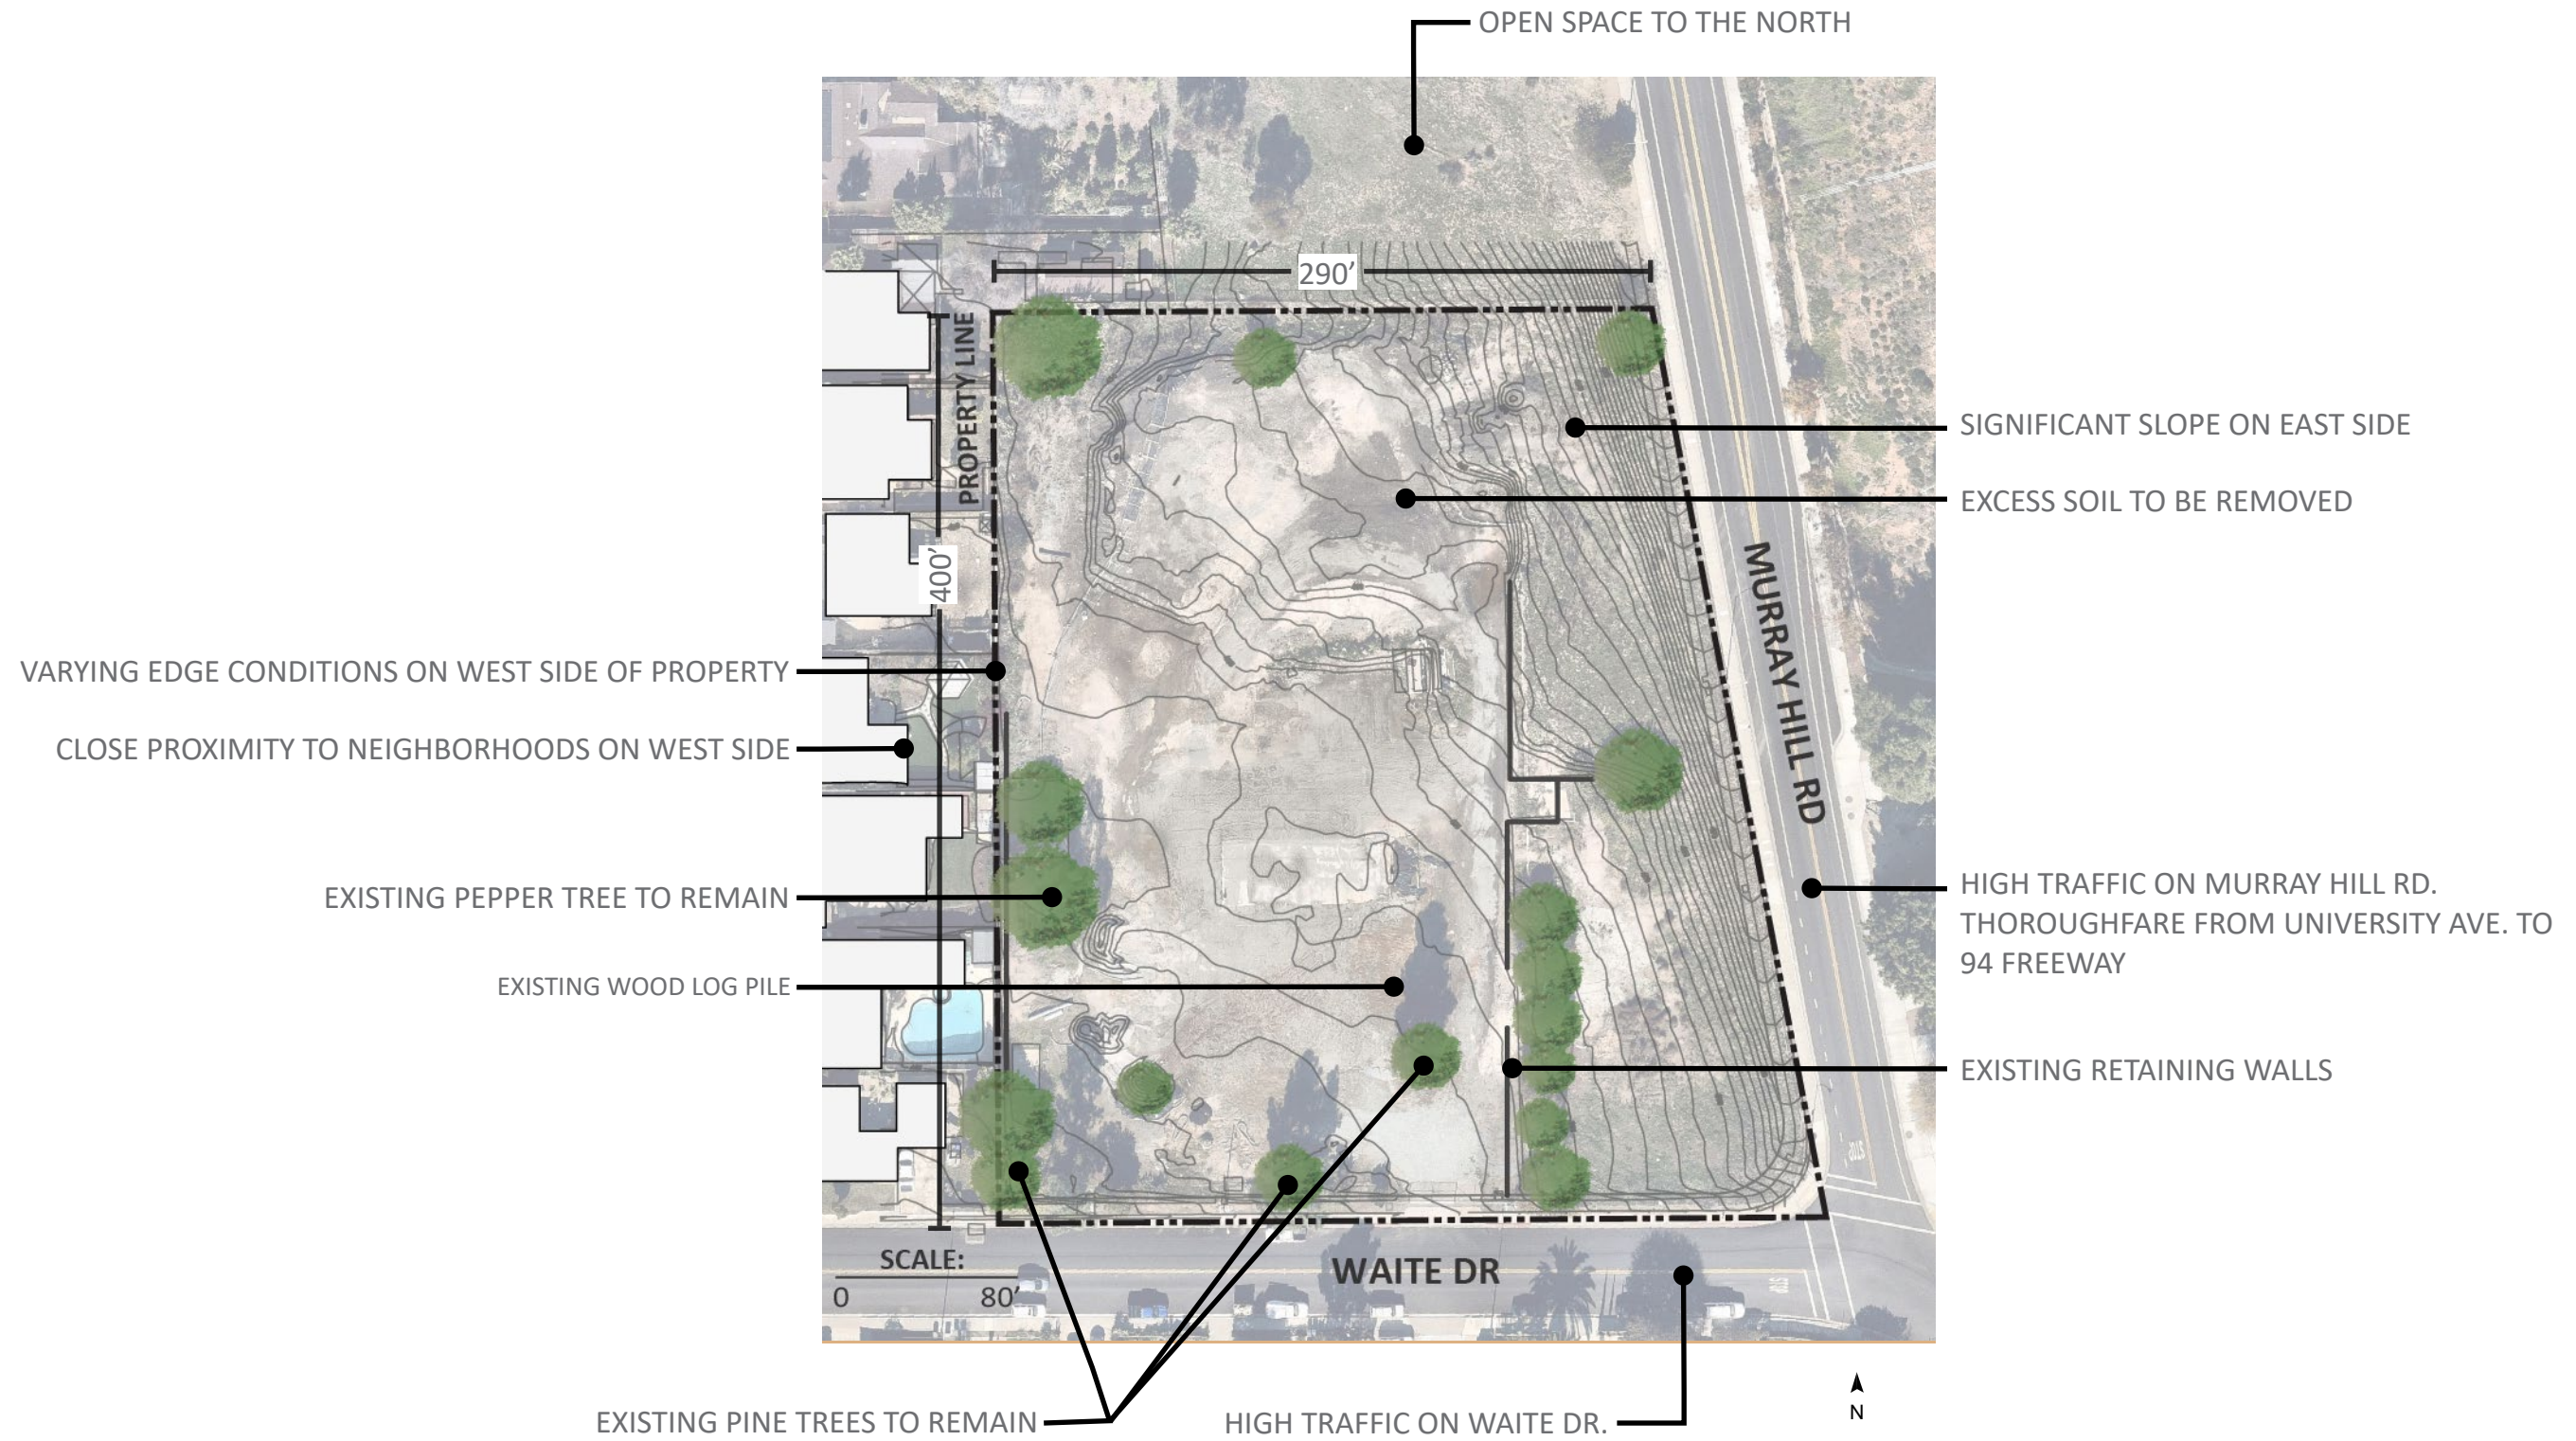 OPEN SPACE TO THE NORTH
290’
PROPERTY LINE
SIGNIFICANT SLOPE ON EAST SIDE
EXCESS SOIL TO BE REMOVED
400’
MURRAY HILL RD
VARYING EDGE CONDITIONS ON WEST SIDE OF PROPERTY
CLOSE PROXIMITY TO NEIGHBORHOODS ON WEST SIDE
EXISTING PEPPER TREE TO REMAIN
HIGH TRAFFIC ON MURRAY HILL RD.
THOROUGHFARE FROM UNIVERSITY AVE. TO
94 FREEWAY
EXISTING WOOD LOG PILE
EXISTING RETAINING WALLS
STOP
SCALE:
0 80’
WAITE DR
STOP
N
EXISTING PINE TREES TO REMAIN
HIGH TRAFFIC ON WAITE DR.